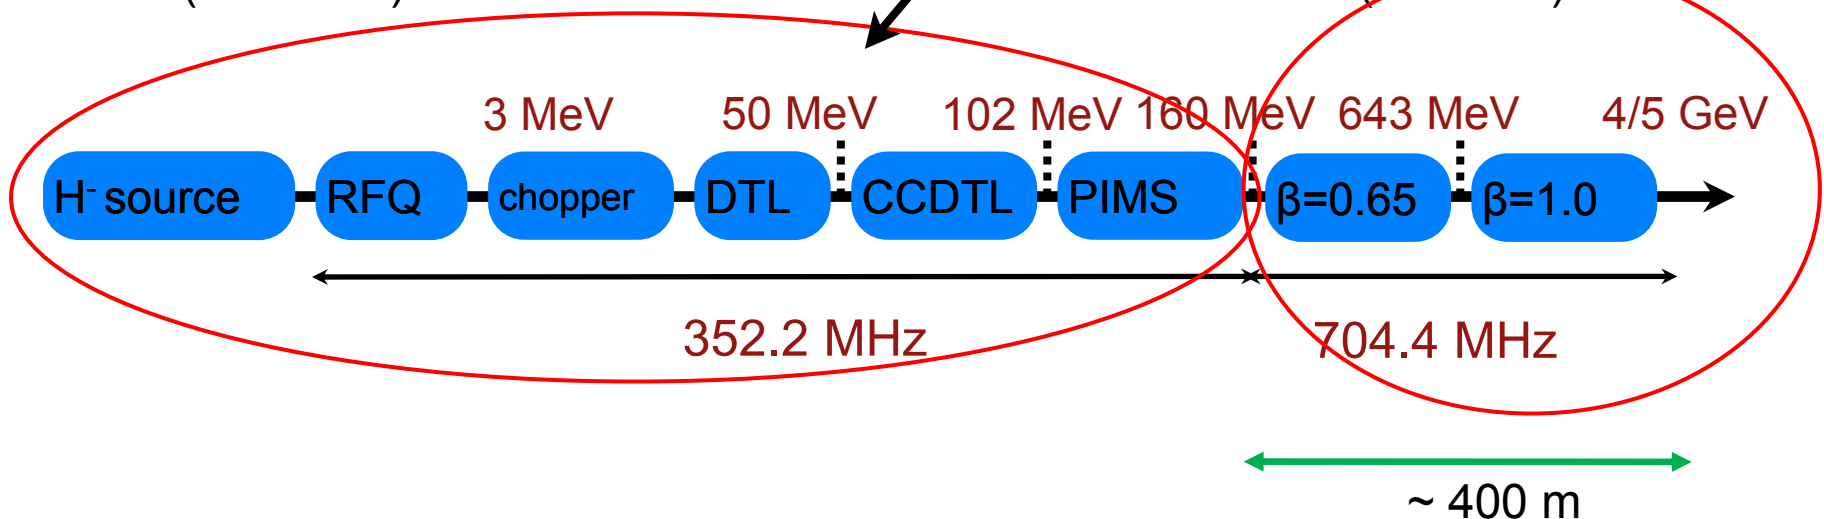 3 MeV 50 MeV 102 MeV 160 MeV 643 MeV 4/5 GeV
H⁻ source RFQ chopper DTL CCDTL PIMS β=0.65 β=1.0
352.2 MHz 704.4 MHz
~ 400 m